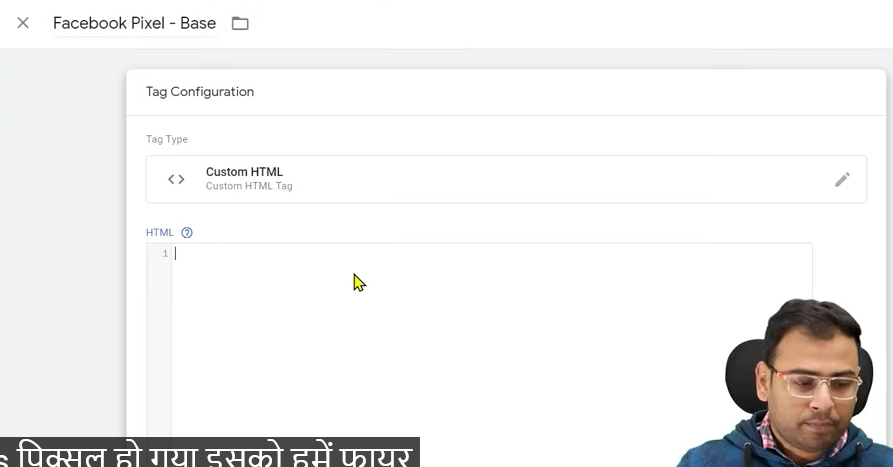 Facebook Pixel - Base
Tag Configuration
Tag Type
Custom HTML
Custom HTML Tag
HTML
1
पिक्सल हो गया इसको हमें फायर